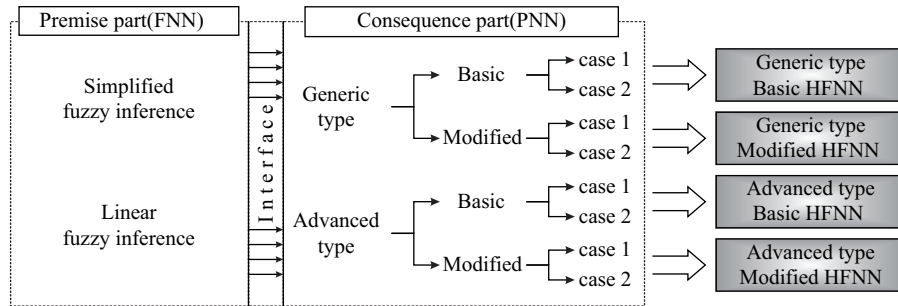 Premise part(FNN)
Consequence part(PNN)
Simplified
fuzzy inference
Linear
fuzzy inference
Interface
Generic
type
Basic
case 1
case 2
Modified
case 1
case 2
Advanced
type
Basic
case 1
case 2
Modified
case 1
case 2
Generic type
Basic HFNN
Generic type
Modified HFNN
Advanced type
Basic HFNN
Advanced type
Modified HFNN